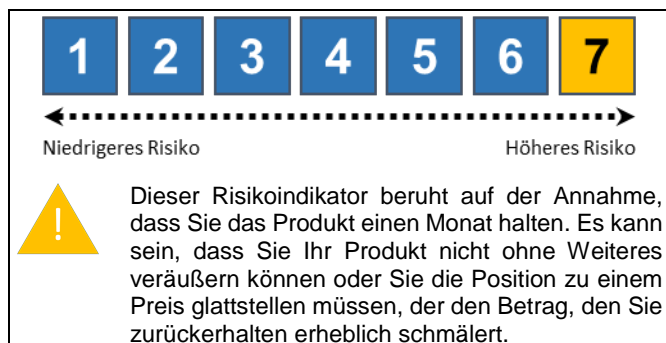 1 2 3 4 5 6 7
Niedrigeres Risiko Höheres Risiko
!
Dieser Risikoindikator beruht auf der Annahme,
dass Sie das Produkt einen Monat halten. Es kann
sein, dass Sie Ihr Produkt nicht ohne Weiteres
veräußern können oder Sie die Position zu einem
Preis glattstellen müssen, der den Betrag, den Sie
zurückerhalten erheblich schmälert.